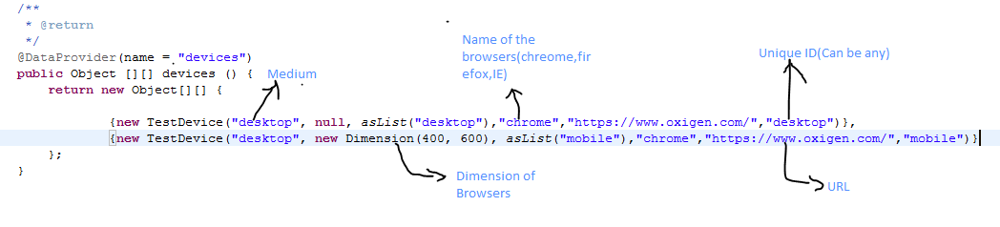 /**
* @return
*/
@DataProvider(name = "devices")
public Object [][] devices () {
return new Object[][] {
Medium
Name of the
browsers(chreome,fir
efox,IE)
Unique ID(Can be any)
{new TestDevice("desktop", null, asList("desktop"),"chrome","https://www.oxigen.com/","desktop")},
{new TestDevice("desktop", new Dimension(400, 600), asList("mobile"),"chrome","https://www.oxigen.com/","mobile")}
};
}
Dimension of
Browsers
URL